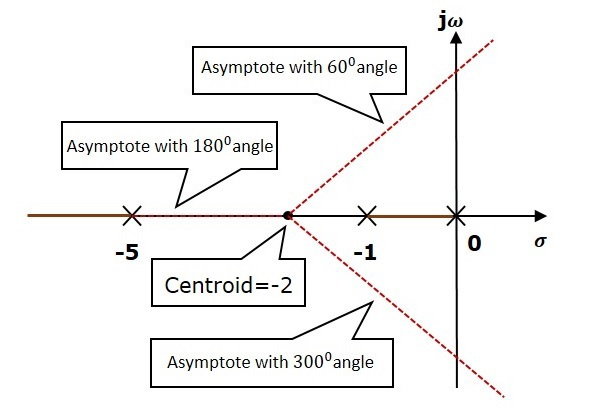 jω
Asymptote with 60⁰angle
Asymptote with 180⁰angle
-5
-1
0
σ
Centroid=-2
Asymptote with 300⁰angle